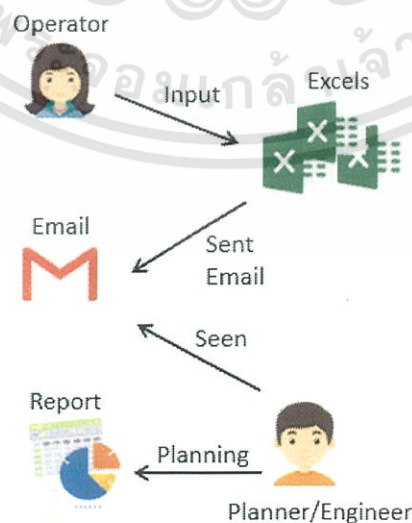 Operator
Input
Excels
Email
Sent
Email
Seen
Report
Planning
Planner/Engineer